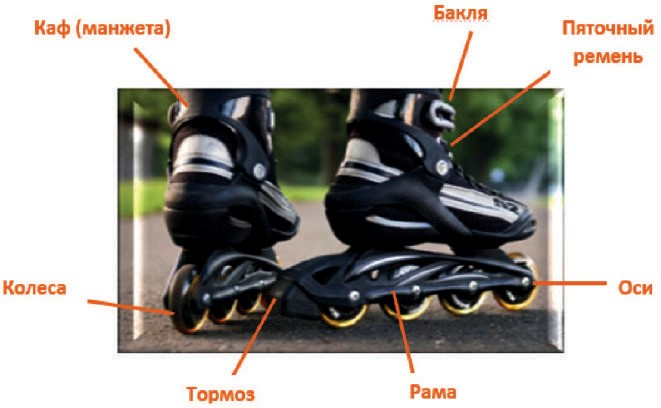 Бакля
Каф (манжета)
Пяточный
ремень
Колеса
Оси
Тормоз
Рама